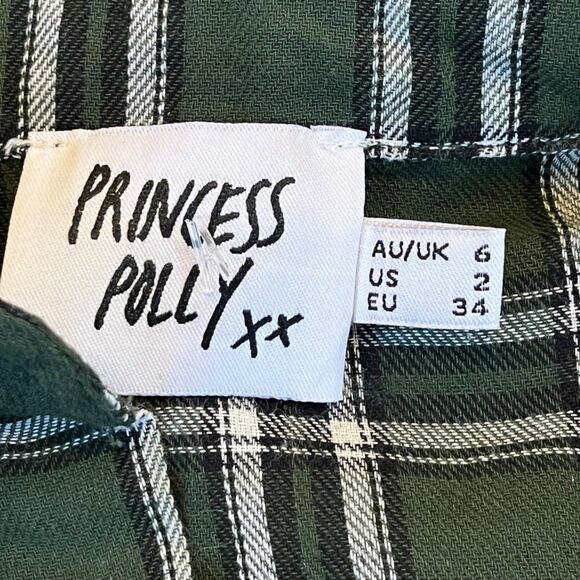 PRINCESS
POLLY xx
AU/UK 6
US 2
EU 34